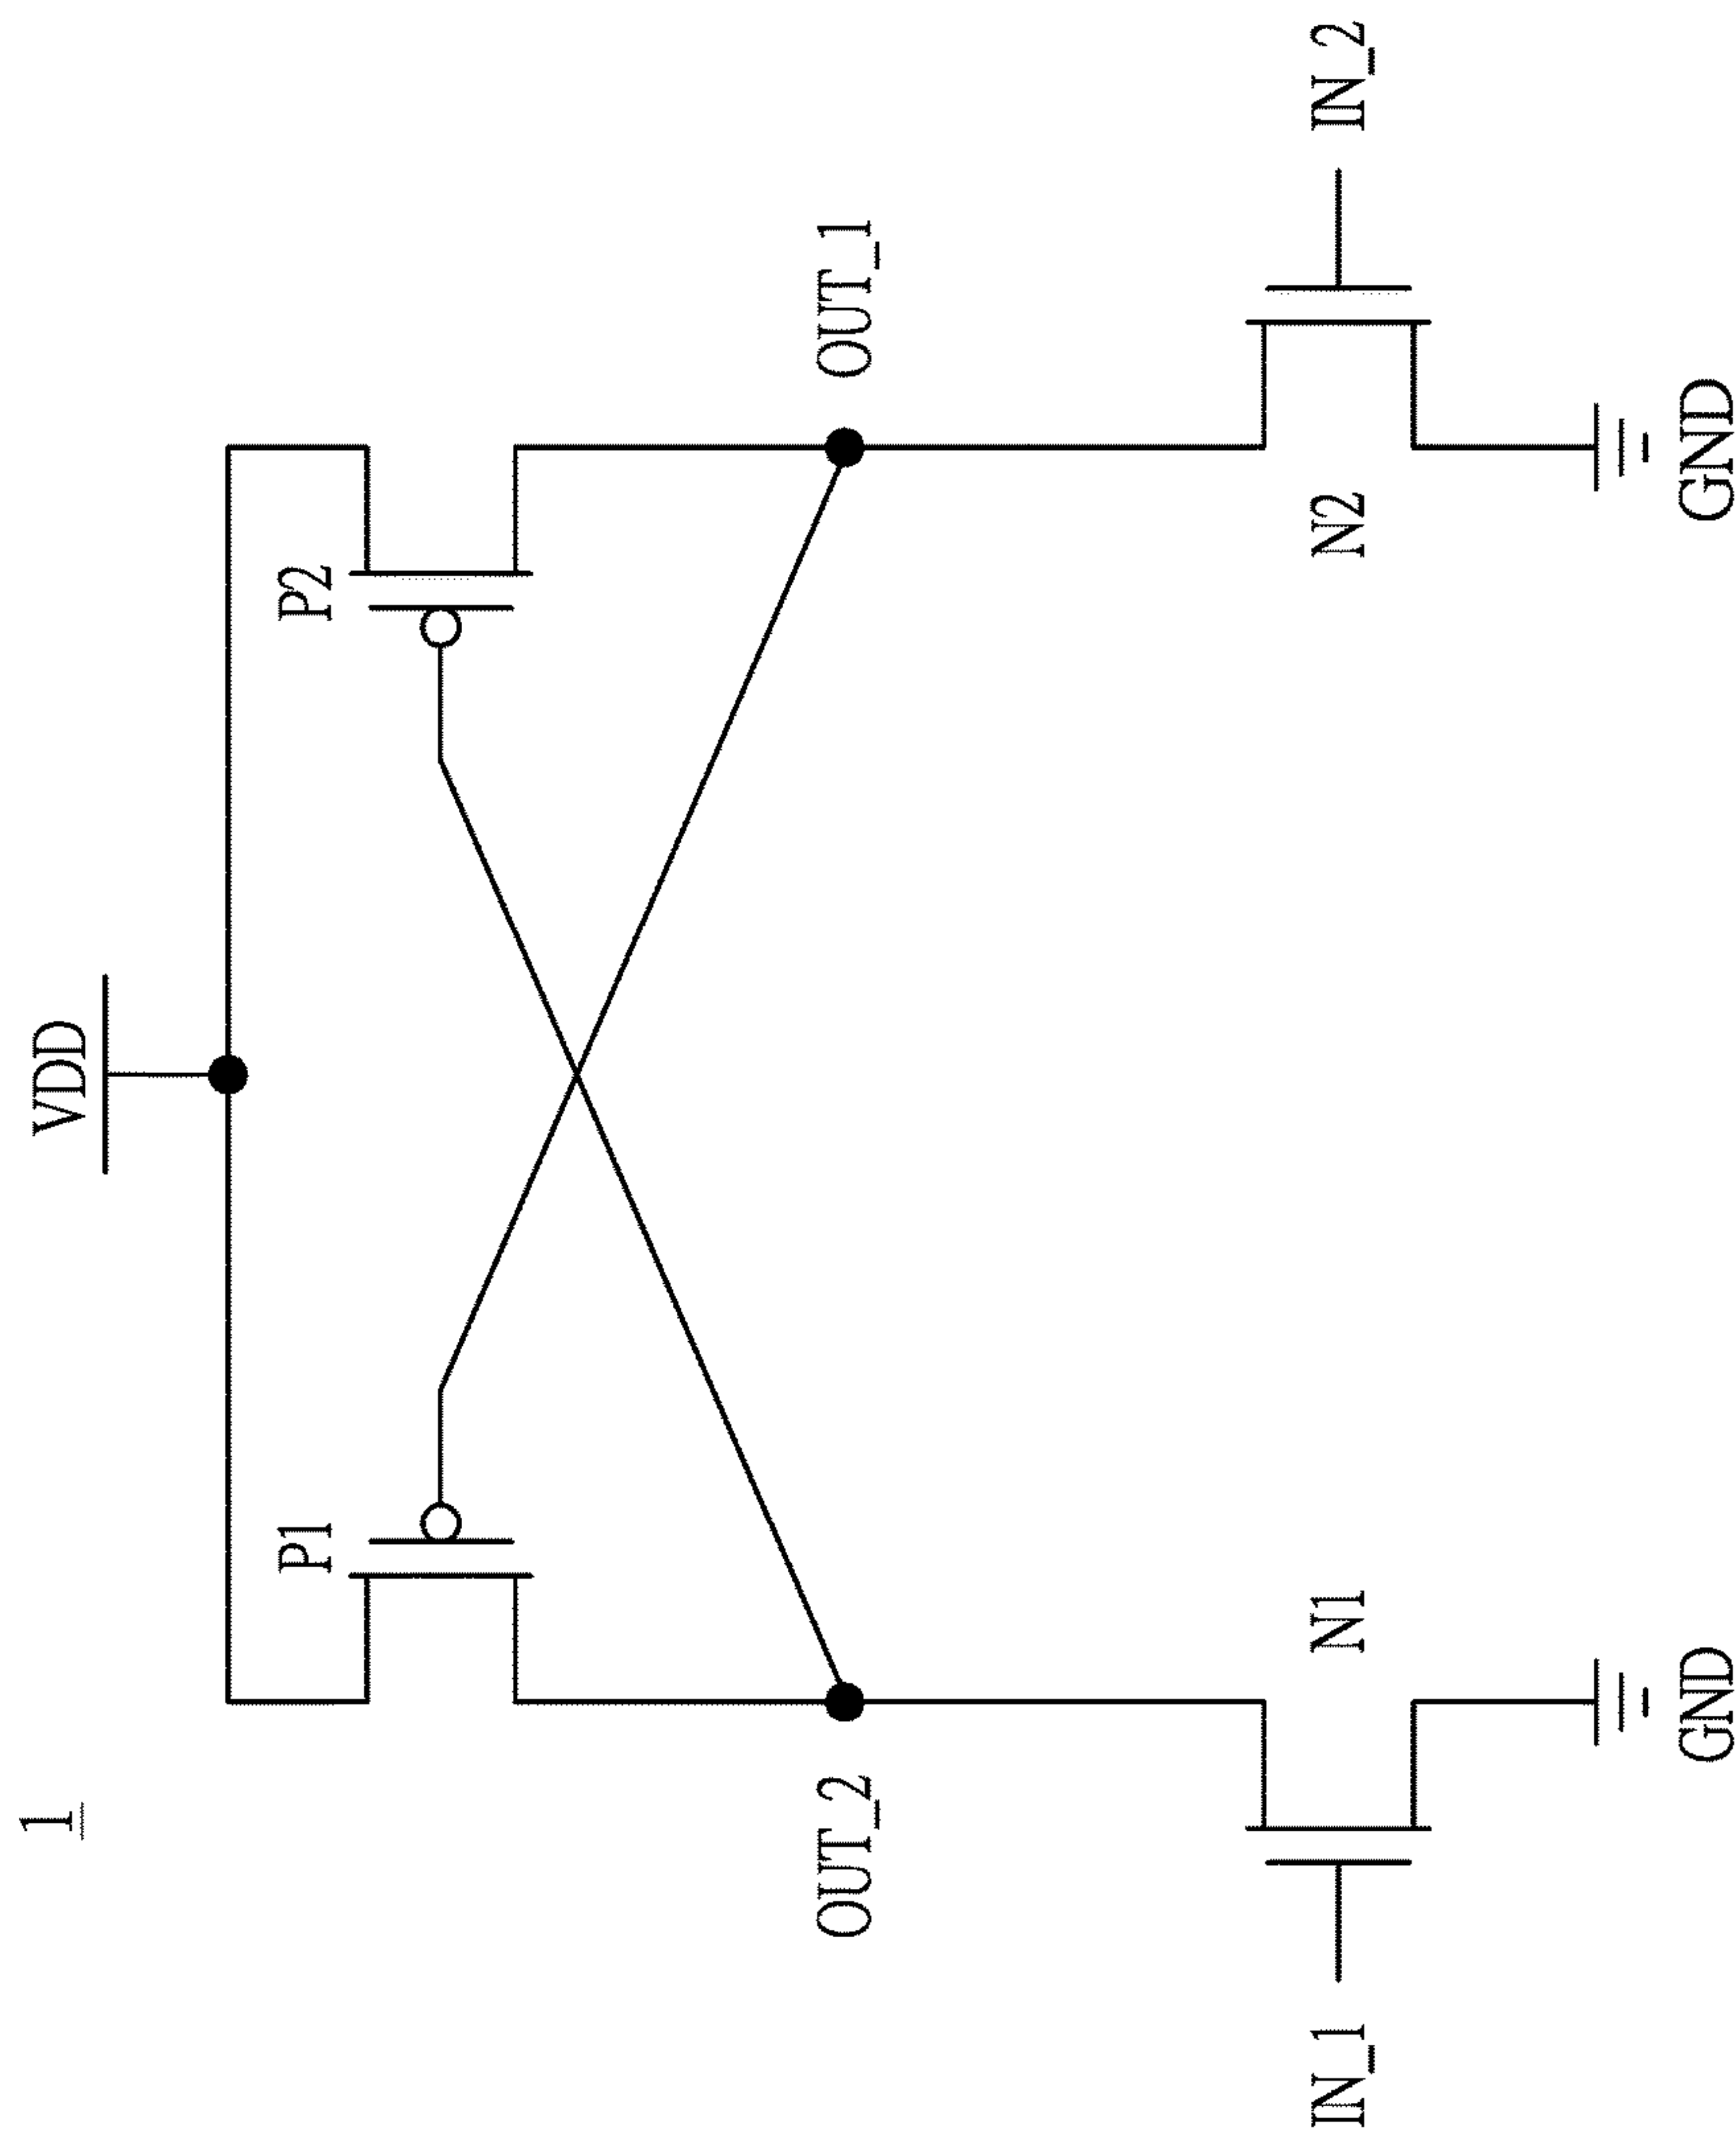 1
VDD
P1
P2
OUT_2
OUT_1
IN_1
N1
N2
IN_2
GND
GND